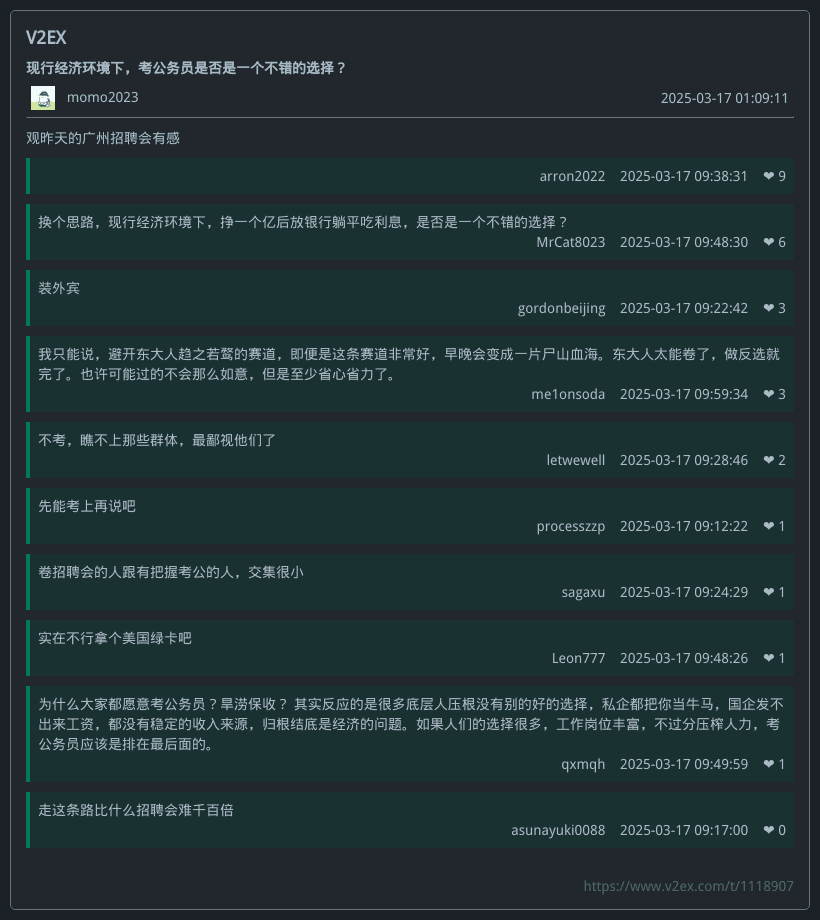 V2EX
现行经济环境下，考公务员是否是一个不错的选择？
momo2023 2025-03-17 01:09:11
观昨天的广州招聘会有感
arron2022 2025-03-17 09:38:31 ❤ 9
换个思路，现行经济环境下，挣一个亿后放银行躺平吃利息，是否是一个不错的选择？
MrCat8023 2025-03-17 09:48:30 ❤ 6
装外宾
gordonbeijing 2025-03-17 09:22:42 ❤ 3
我只能说，避开东大人趋之若鹜的赛道，即便是这条赛道非常好，早晚会变成一片尸山血海。东大人太能卷了，做反选就
完了。也许可能过的不会那么如意，但是至少省心省力了。
me1onsoda 2025-03-17 09:59:34 ❤ 3
不考，瞧不上那些群体，最鄙视他们了
letwewell 2025-03-17 09:28:46 ❤ 2
先能考上再说吧
processzzp 2025-03-17 09:12:22 ❤ 1
卷招聘会的人跟有把握考公的人，交集很小
sagaxu 2025-03-17 09:24:29 ❤ 1
实在不行拿个美国绿卡吧
Leon777 2025-03-17 09:48:26 ❤ 1
为什么大家都愿意考公务员？旱涝保收？ 其实反应的是很多底层人压根没有别的好的选择，私企都把你当牛马，国企发不
出来工资，都没有稳定的收入来源，归根结底是经济的问题。如果人们的选择很多，工作岗位丰富，不过分压榨人力，考
公务员应该是排在最后面的。
qxmqh 2025-03-17 09:49:59 ❤ 1
走这条路比什么招聘会难千百倍
asunayuki0088 2025-03-17 09:17:00 ❤ 0
https://www.v2ex.com/t/1118907